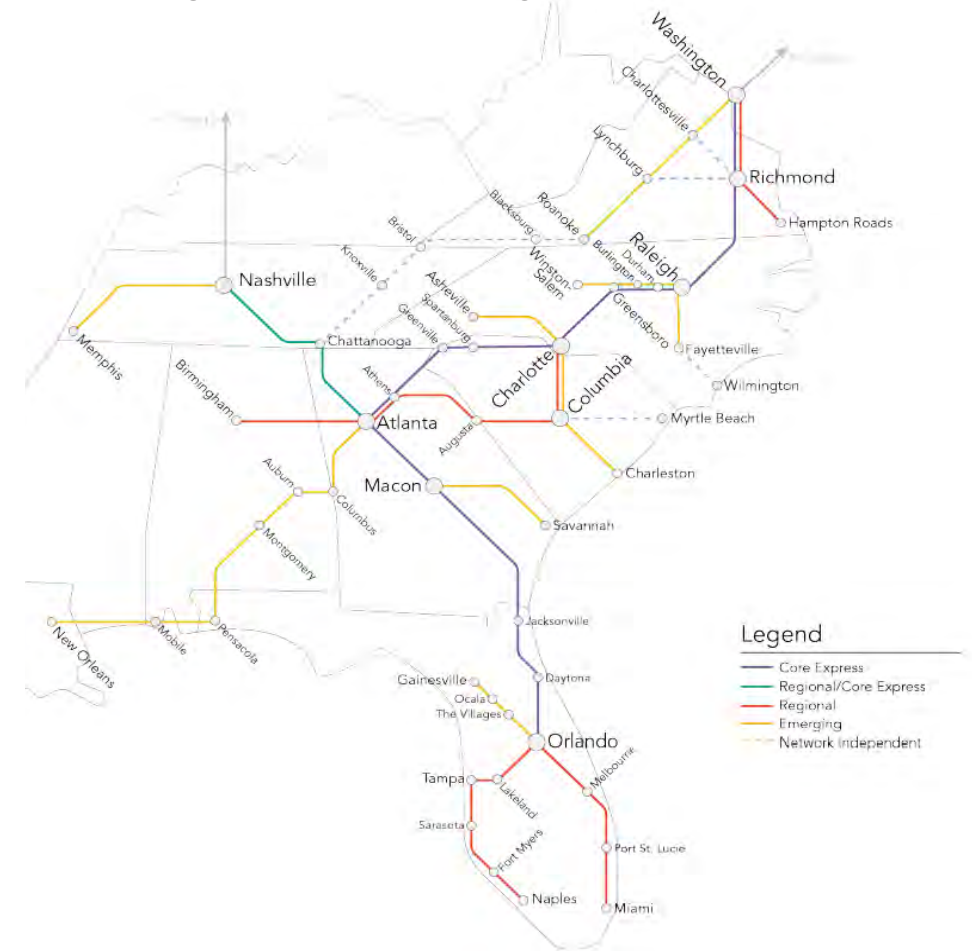 Washington
Charlottesville
Lynchburg
Richmond
Roanoke
Blacksburg
Hampton Roads
Bristol
Knoxville
Raleigh
Durham
Burlington
Winston-
Salem
Greensboro
Nashville
Asheville
Spartanburg
Greenville
Fayetteville
Memphis
Chattanooga
Charlotte
Wilmington
Birmingham
Athens
Columbia
Atlanta
Augusta
Myrtle Beach
Charleston
Macon
Auburn
Columbus
Savannah
Montgomery
Jacksonville
New Orleans
Mobile
Pensacola
Daytona
Gainesville
Ocala
The Villages
Orlando
Melbourne
Tampa
Lakeland
Sarasota
Fort Myers
Port St. Lucie
Naples
Miami
Legend
Core Express
Regional/Core Express
Regional
Emerging
Network Independent